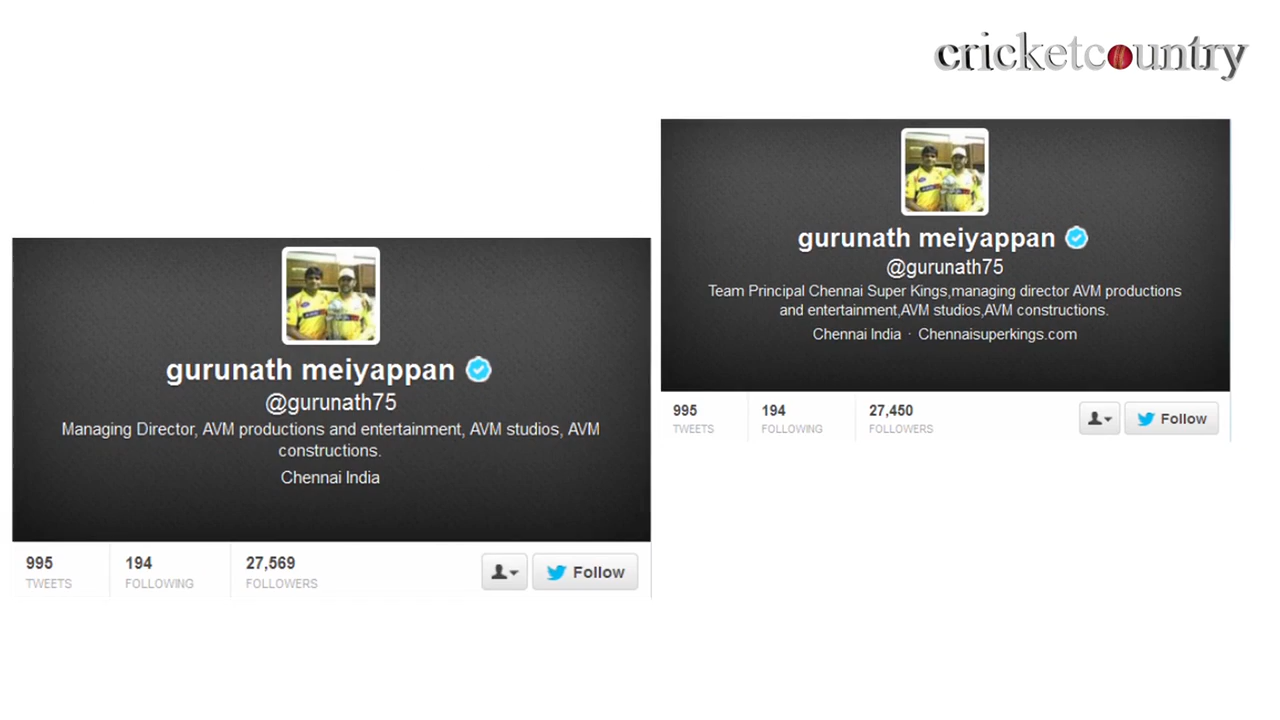 cricketcountry
gurunath meiyappan
@gurunath75
Managing Director, AVM productions and entertainment, AVM studios, AVM
constructions.
Chennai India
995
TWEETS
194
FOLLOWING
27,569
FOLLOWERS
Follow
gurunath meiyappan
@gurunath75
Team Principal Chennai Super Kings,managing director AVM productions
and entertainment,AVM studios,AVM constructions.
Chennai India · Chennaisuperkings.com
995
TWEETS
194
FOLLOWING
27,450
FOLLOWERS
Follow